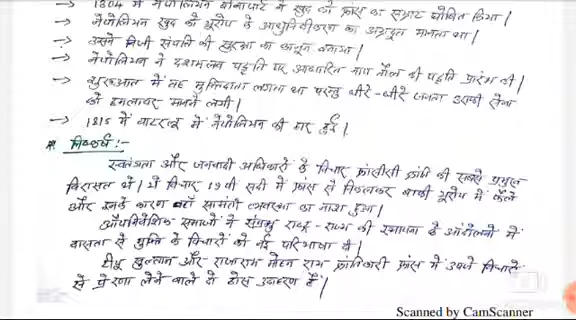 → 1804 में नेपोलियन बोनापार्ट ने खुद को फ्रांस का सम्राट घोषित किया।
→ नेपोलियन खुद को यूरोप के आधुनिकीकरण का अग्रदूत मानता था।
→ उसने निजी संपत्ति की सुरक्षा का कानून बनाया।
→ नेपोलियन ने दशमलव पद्धति पर आधारित नाप तौल की पद्धति प्रारंभ की।
→ शुरुआत में वह मुक्तिदाता लगता था परन्तु धीरे-धीरे जनता उसकी सेना
को हमलावर मानने लगी।
→ 1815 में वाटरलू में नेपोलियन की हार हुई।
* निष्कर्ष :-
स्वतंत्रता और जनवादी अधिकारों के विचार फ्रांसीसी क्रांति की सबसे प्रमुख
विरासत थे। ये विचार 19वीं सदी में फ्रांस से निकलकर बाकी यूरोप में फैले
और इनके कारण वहाँ सामंती व्यवस्था का नाश हुआ।
औपनिवेशिक समाजों ने संप्रभु राष्ट्र-राज्य की स्थापना के आंदोलनों में
दासता से मुक्ति के विचारों को नई परिभाषा दी।
टीपू सुल्तान और राजाराम मोहन राय क्रांतिकारी फ्रांस में उपजे विचारों
से प्रेरणा लेने वाले दो ठोस उदाहरण हैं।
Scanned by CamScanner